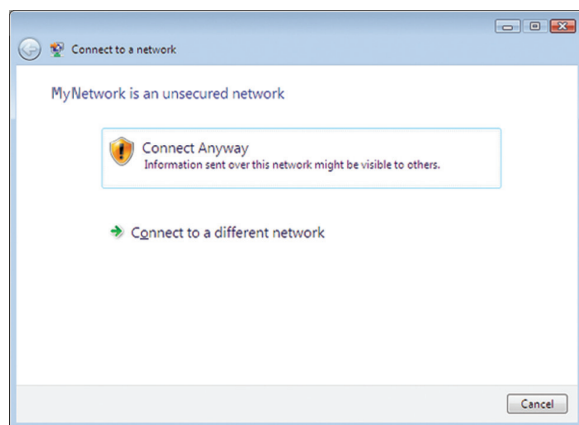 Connect to a network
MyNetwork is an unsecured network
Connect Anyway
Information sent over this network might be visible to others.
Connect to a different network
Cancel